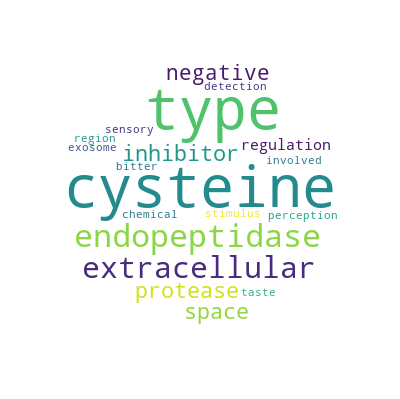 negative
detection
type
sensory
region
regulation
exosome
inhibitor
involved
bitter
cysteine
chemical
stimulus
perception
endopeptidase
extracellular
protease
taste
space